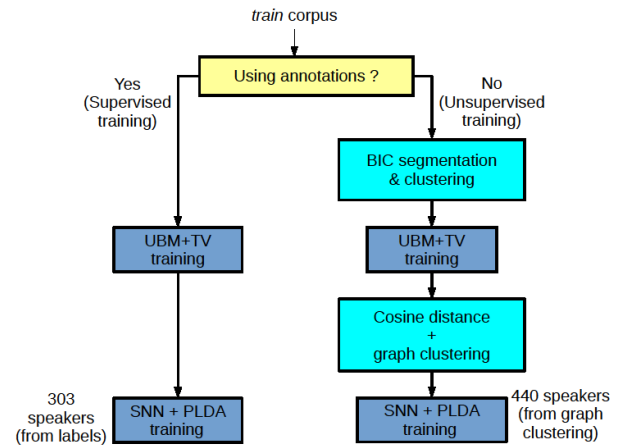 train corpus
Using annotations ?
Yes
(Supervised
training)
No
(Unsupervised
training)
BIC segmentation
& clustering
UBM+TV
training
UBM+TV
training
Cosine distance
+
graph clustering
303
speakers
(from labels)
SNN + PLDA
training
SNN + PLDA
training
440 speakers
(from graph
clustering)